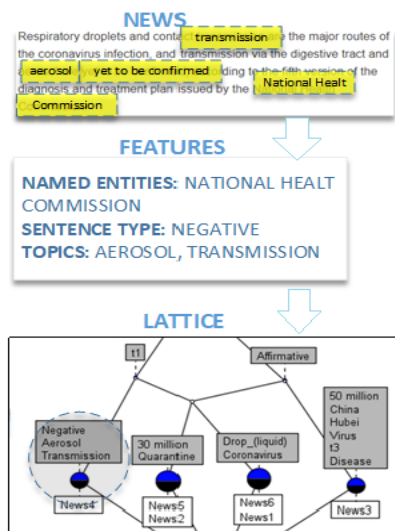 NEWS
Respiratory droplets and contact transmission are the major routes of
the coronavirus infection, and transmission via the digestive tract and
aerosol yet to be confirmed according to the fifth version of the
National Healt
diagnosis and treatment plan issued by the
Commission
FEATURES
NAMED ENTITIES: NATIONAL HEALT
COMMISSION
SENTENCE TYPE: NEGATIVE
TOPICS: AEROSOL, TRANSMISSION
LATTICE
t1
Affirmative
Negative
Aerosol
Transmission
30 million
Quarantine
Drop_(liquid)
Coronavirus
50 million
China
Hubei
Virus
t3
Disease
News4
News5
News2
News6
News1
News3